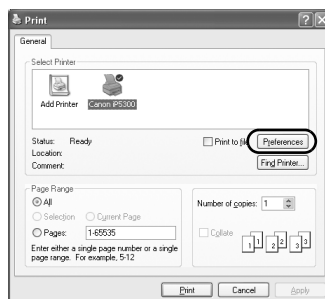 Print
General
Select Printer
Add Printer
Canon iP5300
Status: Ready
Location:
Comment:
Print to file
Preferences
Find Printer...
Page Range
All
Selection
Current Page
Pages: 1-65535
Enter either a single page number or a single
page range. For example, 5-12
Number of copies: 1
Collate
1 1 2 2 3 3
Print
Cancel
Apply